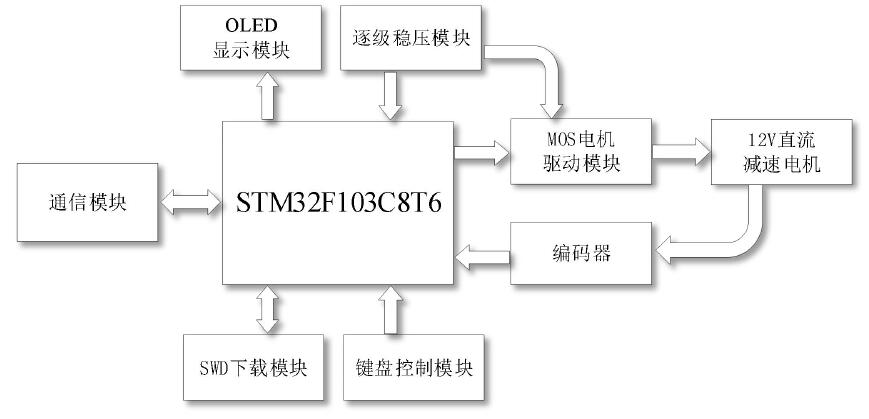 OLED
显示模块
逐级稳压模块
MOS电机
驱动模块
12V直流
减速电机
通信模块
STM32F103C8T6
编码器
SWD下载模块
键盘控制模块